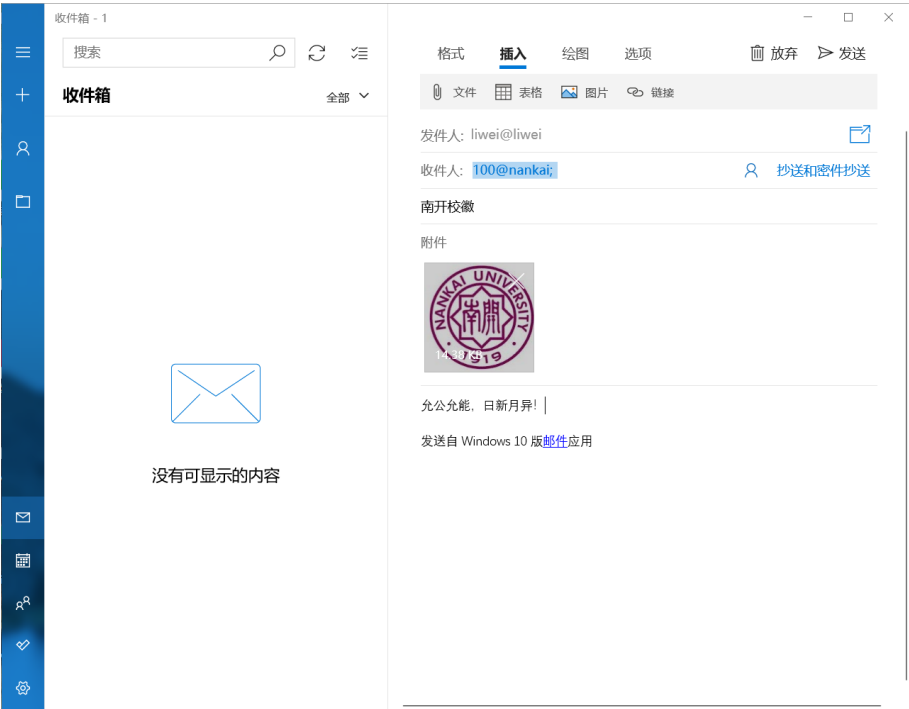 收件箱 - 1
搜索
收件箱
全部
没有可显示的内容
格式 插入 绘图 选项 放弃 发送
文件 表格 图片 链接
发件人: liwei@liwei
收件人: 100@nankai; 抄送和密件抄送
南开校徽
附件
NANKAI UNIVERSITY
南開
1919
14.38 KB
允公允能，日新月异!
发送自 Windows 10 版邮件应用